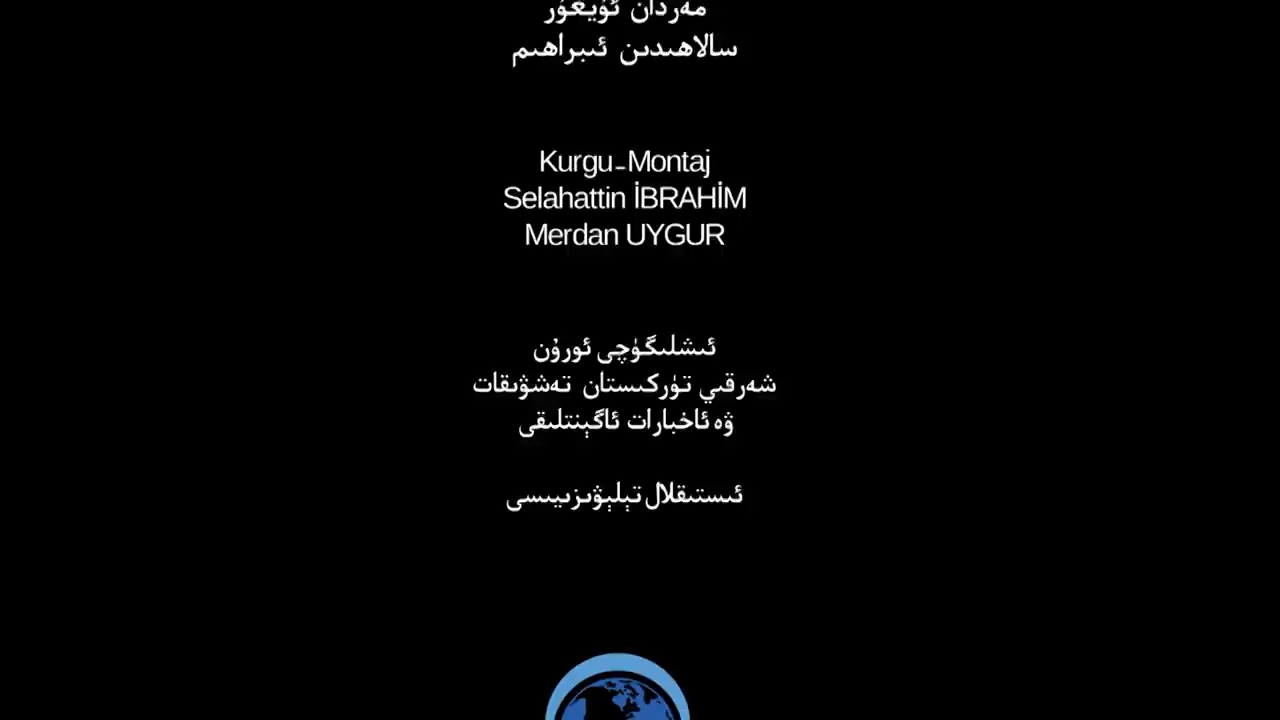 مەردان ئۇيغۇر
سالاھىدىن ئىبراھىم
Kurgu-Montaj
Selahattin İBRAHİM
Merdan UYGUR
ئىشلىگۈچى ئورۇن
شەرقىي تۈركىستان تەشۋىقات
ۋە ئاخبارات ئاگېنتلىقى
ئىستىقلال تېلېۋىزىيىسى